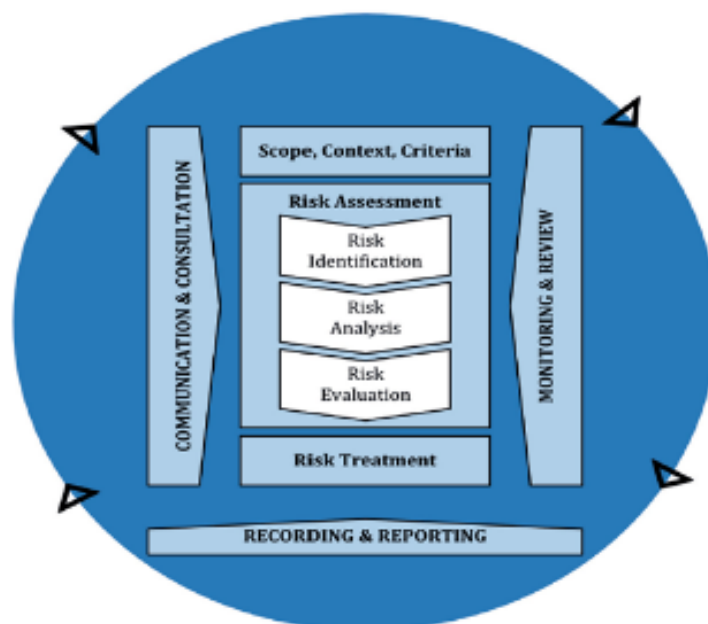 Scope, Context, Criteria
COMMUNICATION & CONSULTATION
Risk Assessment
Risk
Identification
Risk
Analysis
Risk
Evaluation
MONITORING & REVIEW
Risk Treatment
RECORDING & REPORTING